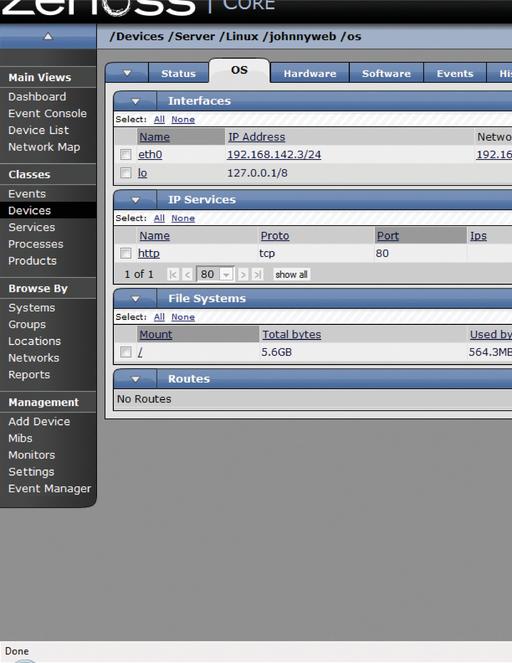 zenoss | CORE
/Devices /Server /Linux /johnnyweb /os
Status OS Hardware Software Events
Main Views
Dashboard
Event Console
Device List
Network Map
Classes
Events
Devices
Services
Processes
Products
Browse By
Systems
Groups
Locations
Networks
Reports
Management
Add Device
Mibs
Monitors
Settings
Event Manager
Interfaces
Select: All None
Name IP Address
eth0 192.168.142.3/24 192.16
lo 127.0.0.1/8
IP Services
Select: All None
Name Proto Port Ips
http tcp 80
1 of 1 |< < 80 > >| show all
File Systems
Select: All None
Mount Total bytes Used by
/ 5.6GB 564.3MB
Routes
No Routes
Done